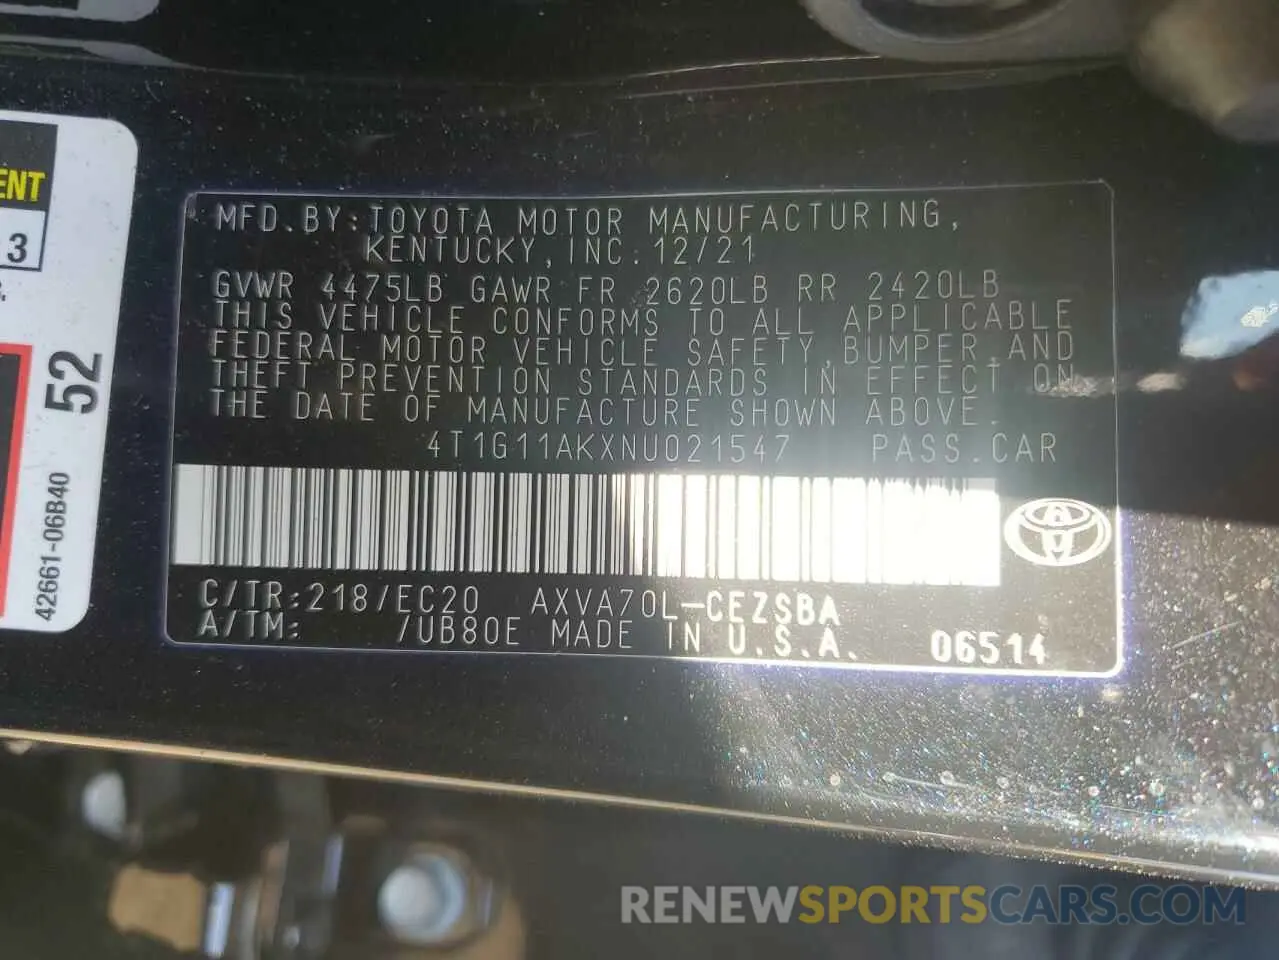 ENT
13
52
42661-06B40
MFD.BY:TOYOTA MOTOR MANUFACTURING,
KENTUCKY,INC. 12/21
GVWR 4475LB GAWR FR 2620LB RR 2420LB
THIS VEHICLE CONFORMS TO ALL APPLICABLE
FEDERAL MOTOR VEHICLE SAFETY,BUMPER,AND
THEFT PREVENTION STANDARDS IN EFFECT ON
THE DATE OF MANUFACTURE SHOWN ABOVE.
4T1G11AKXNU021547 PASS.CAR
C/TR:218/EC20 AXVA70L-CEZSBA
A/TM: /UB80E MADE IN U.S.A. 06514
RENEWSPORTSCARS.COM